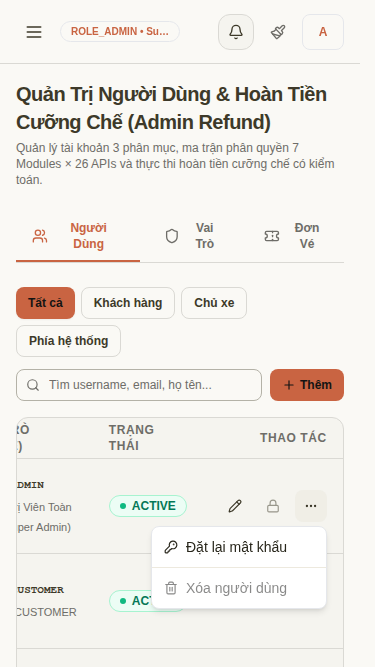 ROLE_ADMIN • Su…
A
Quản Trị Người Dùng & Hoàn Tiền
Cưỡng Chế (Admin Refund)
Quản lý tài khoản 3 phân mục, ma trận phân quyền 7
Modules × 26 APIs và thực thi hoàn tiền cưỡng chế có kiểm
toán.
Người
Dùng
Vai
Trò
Đơn
Vé
Tất cả
Khách hàng
Chủ xe
Phía hệ thống
Tìm username, email, họ tên...
Thêm
TRẠNG
THÁI
THAO TÁC
Viên Toàn
Admin)
ACTIVE
Đặt lại mật khẩu
Xóa người dùng
CUSTOMER